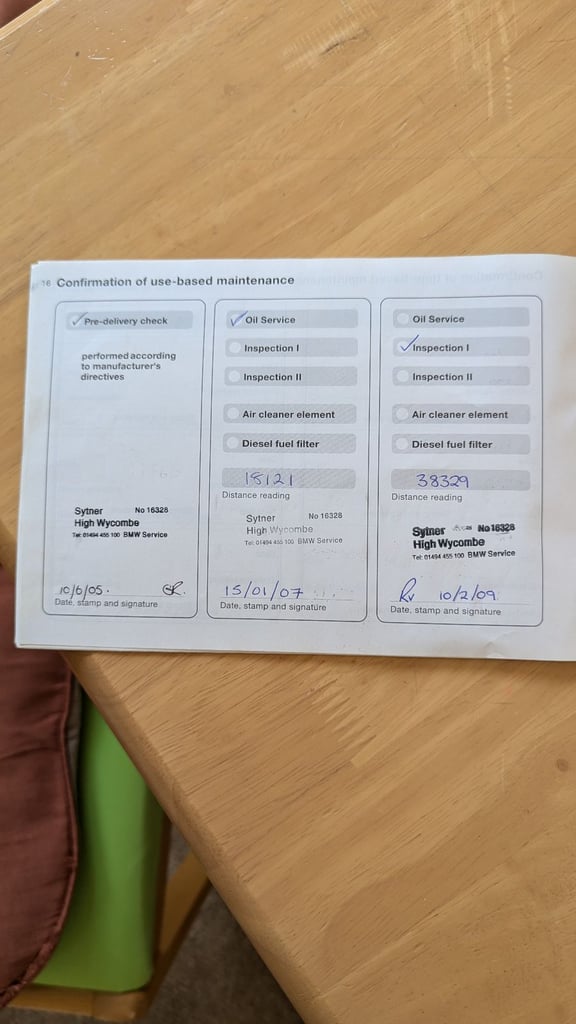 16 Confirmation of use-based maintenance
Pre-delivery check
performed according
to manufacturer's
directives
Sytner No 16328
High Wycombe
Tel: 01494 455 100 BMW Service
10/6/05. GR.
Date, stamp and signature
Oil Service
Inspection I
Inspection II
Air cleaner element
Diesel fuel filter
18121
Distance reading
Sytner No 16328
High Wycombe
Tel: 01494 455 100 BMW Service
15/01/07
Date, stamp and signature
Oil Service
Inspection I
Inspection II
Air cleaner element
Diesel fuel filter
38329
Distance reading
Sytner No 16328
High Wycombe
Tel: 01494 455 100 BMW Service
Rv 10/2/09
Date, stamp and signature